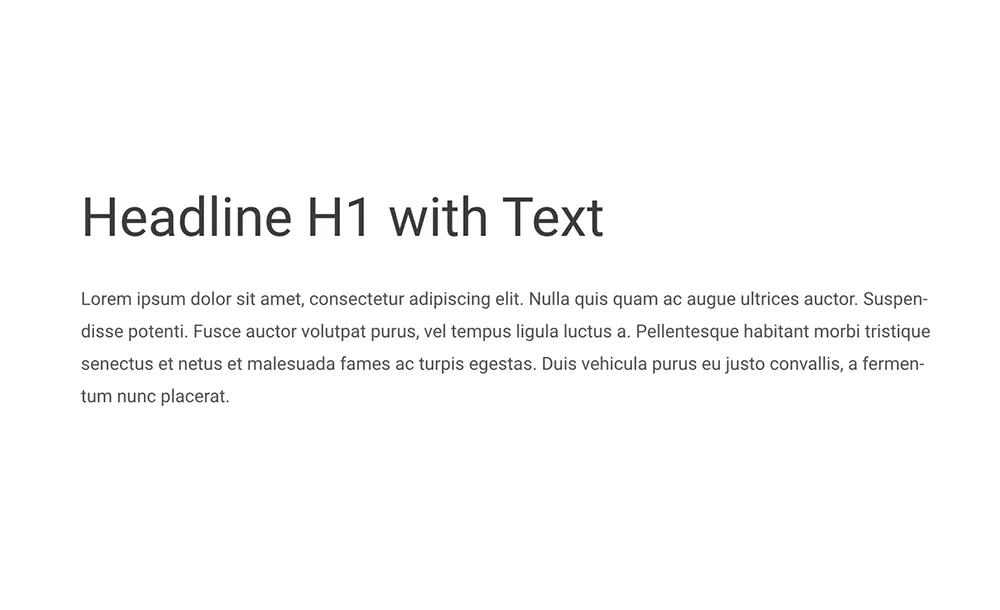 Headline H1 with Text
Lorem ipsum dolor sit amet, consectetur adipiscing elit. Nulla quis quam ac augue ultrices auctor. Suspen-
disse potenti. Fusce auctor volutpat purus, vel tempus ligula luctus a. Pellentesque habitant morbi tristique
senectus et netus et malesuada fames ac turpis egestas. Duis vehicula purus eu justo convallis, a fermen-
tum nunc placerat.